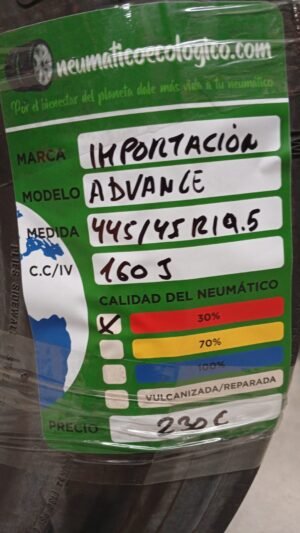 neumaticoecologico.com
Por el bienestar del planeta dale más vida a tu neumático
MARCA IMPORTACIÓN
MODELO ADVANCE
MEDIDA 445/45 R19.5
C.C/IV 160 J
CALIDAD DEL NEUMÁTICO
X 30%
70%
100%
VULCANIZADA/REPARADA
PRECIO 230€